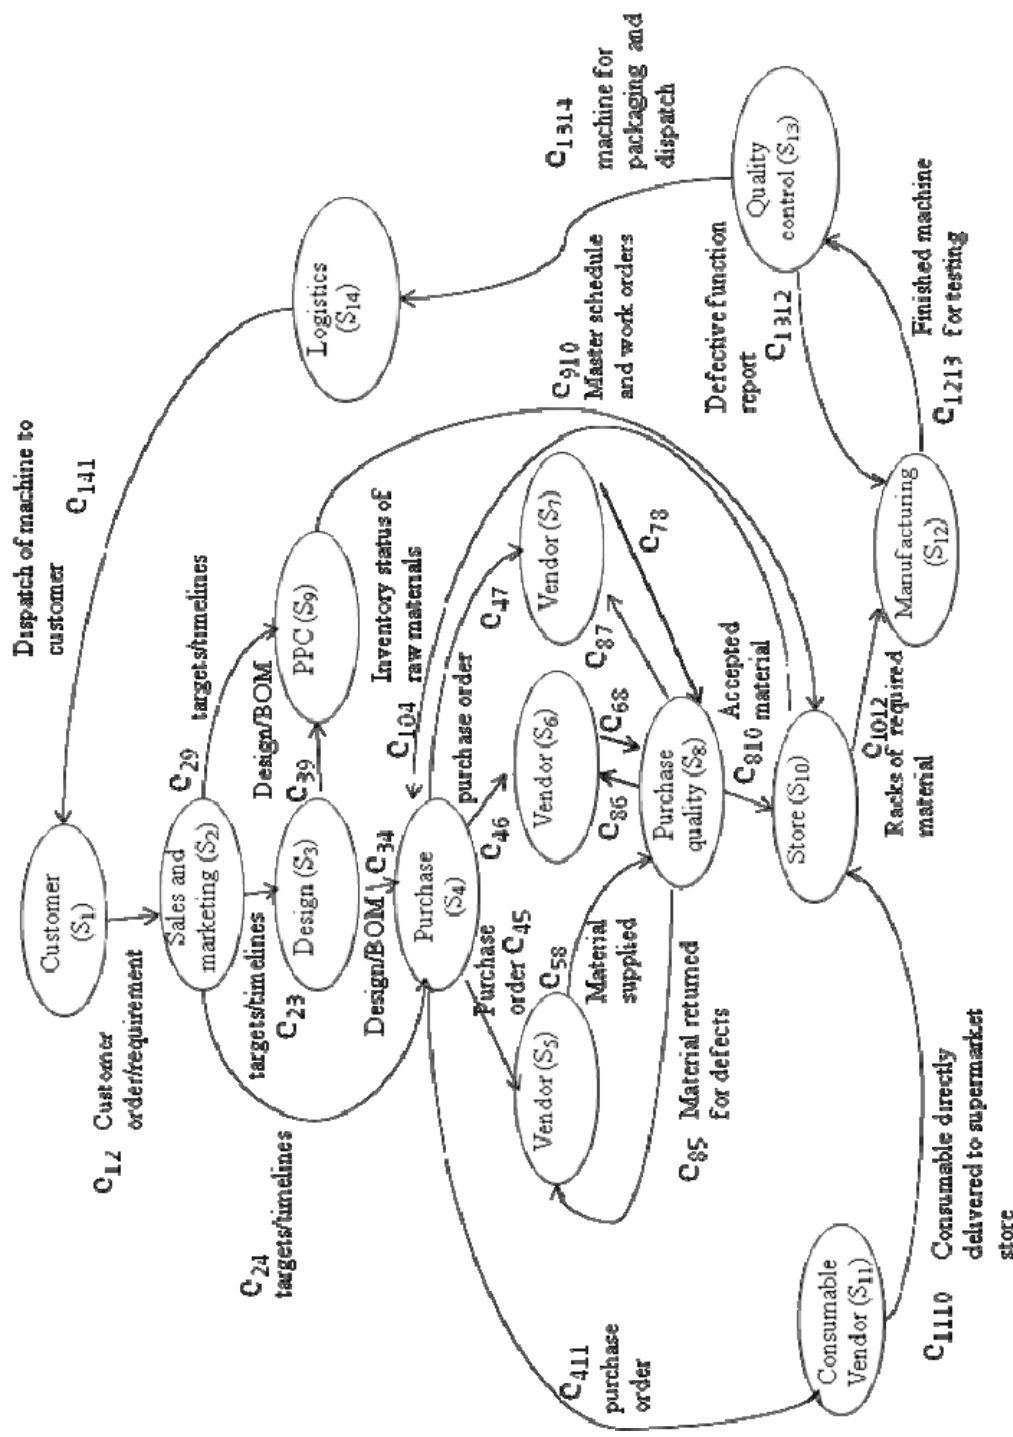 Dispatch of machine to
customer
C141
Customer
(S1)
C12 Customer
order/requirement
Sales and
marketing (S2)
C29
targets/timelines
targets/timelines
C23
C24
targets/timelines
Design (S3)
Design/BOM
C39
PPC (S9)
Logistics
(S14)
C1314
machine for
packaging and
dispatch
Design/BOM
C34
Purchase
(S4)
C104
Inventory status of
raw materials
C910
Master schedule
and work orders
Purchase
order C45
C46
purchase order
C47
Vendor (S5)
Vendor (S6)
Vendor (S7)
C58
Material
supplied
C86
C68
C87
C78
Purchase
quality (S8)
C85 Material returned
for defects
C810
Accepted
material
Defective function
report
C1312
Quality
control (S13)
C411
purchase
order
Store (S10)
C1012
Racks of required
material
Manufactuning
(S12)
C1213
Finished machine
for testing
Consumable
Vendor (S11)
C1110 Consumable directly
delivered to supermarket
store